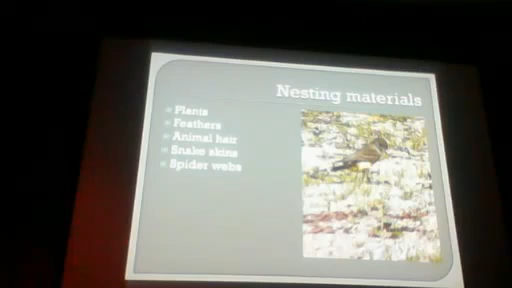 Nesting materials
Plants
Feathers
Animal hair
Snake skins
Spider webs